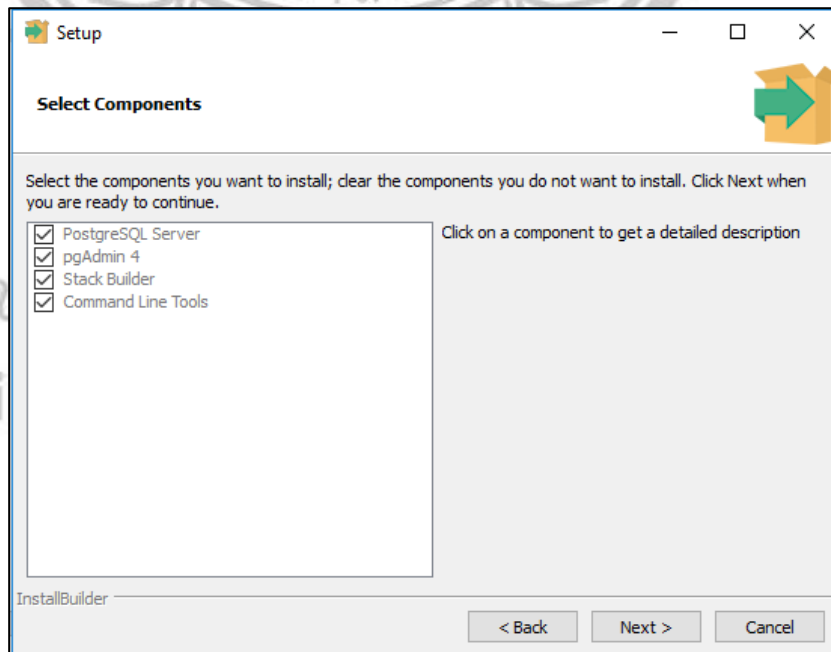 Setup
Select Components
Select the components you want to install; clear the components you do not want to install. Click Next when
you are ready to continue.
PostgreSQL Server
pgAdmin 4
Stack Builder
Command Line Tools
Click on a component to get a detailed description
InstallBuilder
< Back
Next >
Cancel